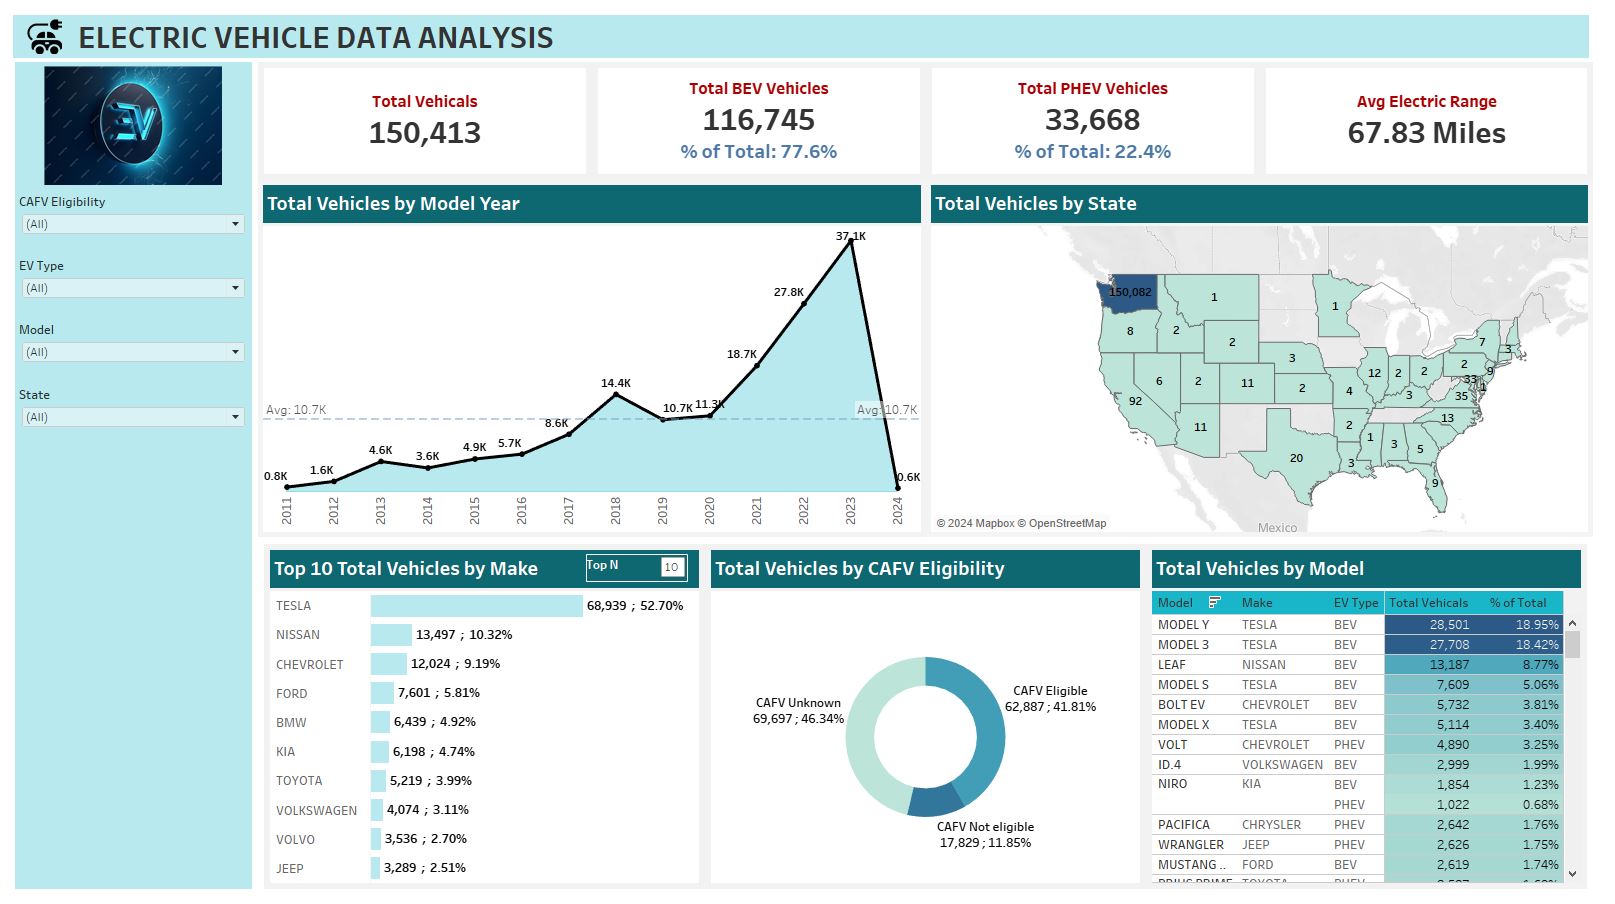 ELECTRIC VEHICLE DATA ANALYSIS
EV
CAFV Eligibility
(All)
EV Type
(All)
Model
(All)
State
(All)
Total Vehicals
150,413
Total BEV Vehicles
116,745
% of Total: 77.6%
Total PHEV Vehicles
33,668
% of Total: 22.4%
Avg Electric Range
67.83 Miles
Total Vehicles by Model Year
37.1K
27.8K
18.7K
14.4K
10.7K 11.3K
Avg: 10.7K
Avg: 10.7K
8.6K
5.7K
4.9K
4.6K
3.6K
1.6K
0.8K
0.6K
2011
2012
2013
2014
2015
2016
2017
2018
2019
2020
2021
2022
2023
2024
Total Vehicles by State
150,082
1
1
8
2
2
7
3
3
6
2
11
2
12
2
2
2
9
33
1
92
4
3
35
11
2
13
1
3
5
20
3
9
Mexico
© 2024 Mapbox © OpenStreetMap
Top 10 Total Vehicles by Make
Top N
10
TESLA 68,939 ; 52.70%
NISSAN 13,497 ; 10.32%
CHEVROLET 12,024 ; 9.19%
FORD 7,601 ; 5.81%
BMW 6,439 ; 4.92%
KIA 6,198 ; 4.74%
TOYOTA 5,219 ; 3.99%
VOLKSWAGEN 4,074 ; 3.11%
VOLVO 3,536 ; 2.70%
JEEP 3,289 ; 2.51%
Total Vehicles by CAFV Eligibility
CAFV Unknown
69,697 ; 46.34%
CAFV Eligible
62,887 ; 41.81%
CAFV Not eligible
17,829 ; 11.85%
Total Vehicles by Model
Model Make EV Type Total Vehicals % of Total
MODEL Y TESLA BEV 28,501 18.95%
MODEL 3 TESLA BEV 27,708 18.42%
LEAF NISSAN BEV 13,187 8.77%
MODEL S TESLA BEV 7,609 5.06%
BOLT EV CHEVROLET BEV 5,732 3.81%
MODEL X TESLA BEV 5,114 3.40%
VOLT CHEVROLET PHEV 4,890 3.25%
ID.4 VOLKSWAGEN BEV 2,999 1.99%
NIRO KIA BEV 1,854 1.23%
PHEV 1,022 0.68%
PACIFICA CHRYSLER PHEV 2,642 1.76%
WRANGLER JEEP PHEV 2,626 1.75%
MUSTANG .. FORD BEV 2,619 1.74%
PRIUS PRIME TOYOTA PHEV